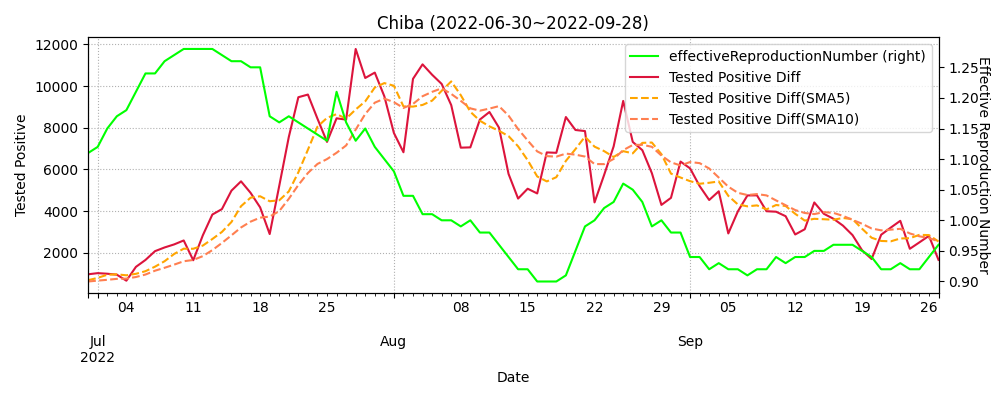 Chiba (2022-06-30~2022-09-28)
12000
10000
8000
6000
4000
2000
Tested Positive
effectiveReproductionNumber (right)
Tested Positive Diff
Tested Positive Diff(SMA5)
Tested Positive Diff(SMA10)
1.25
1.20
1.15
1.10
1.05
1.00
0.95
0.90
Effective Reproduction Number
04 11 18 25 08 15 22 29 05 12 19 26
Jul Aug Sep
2022
Date